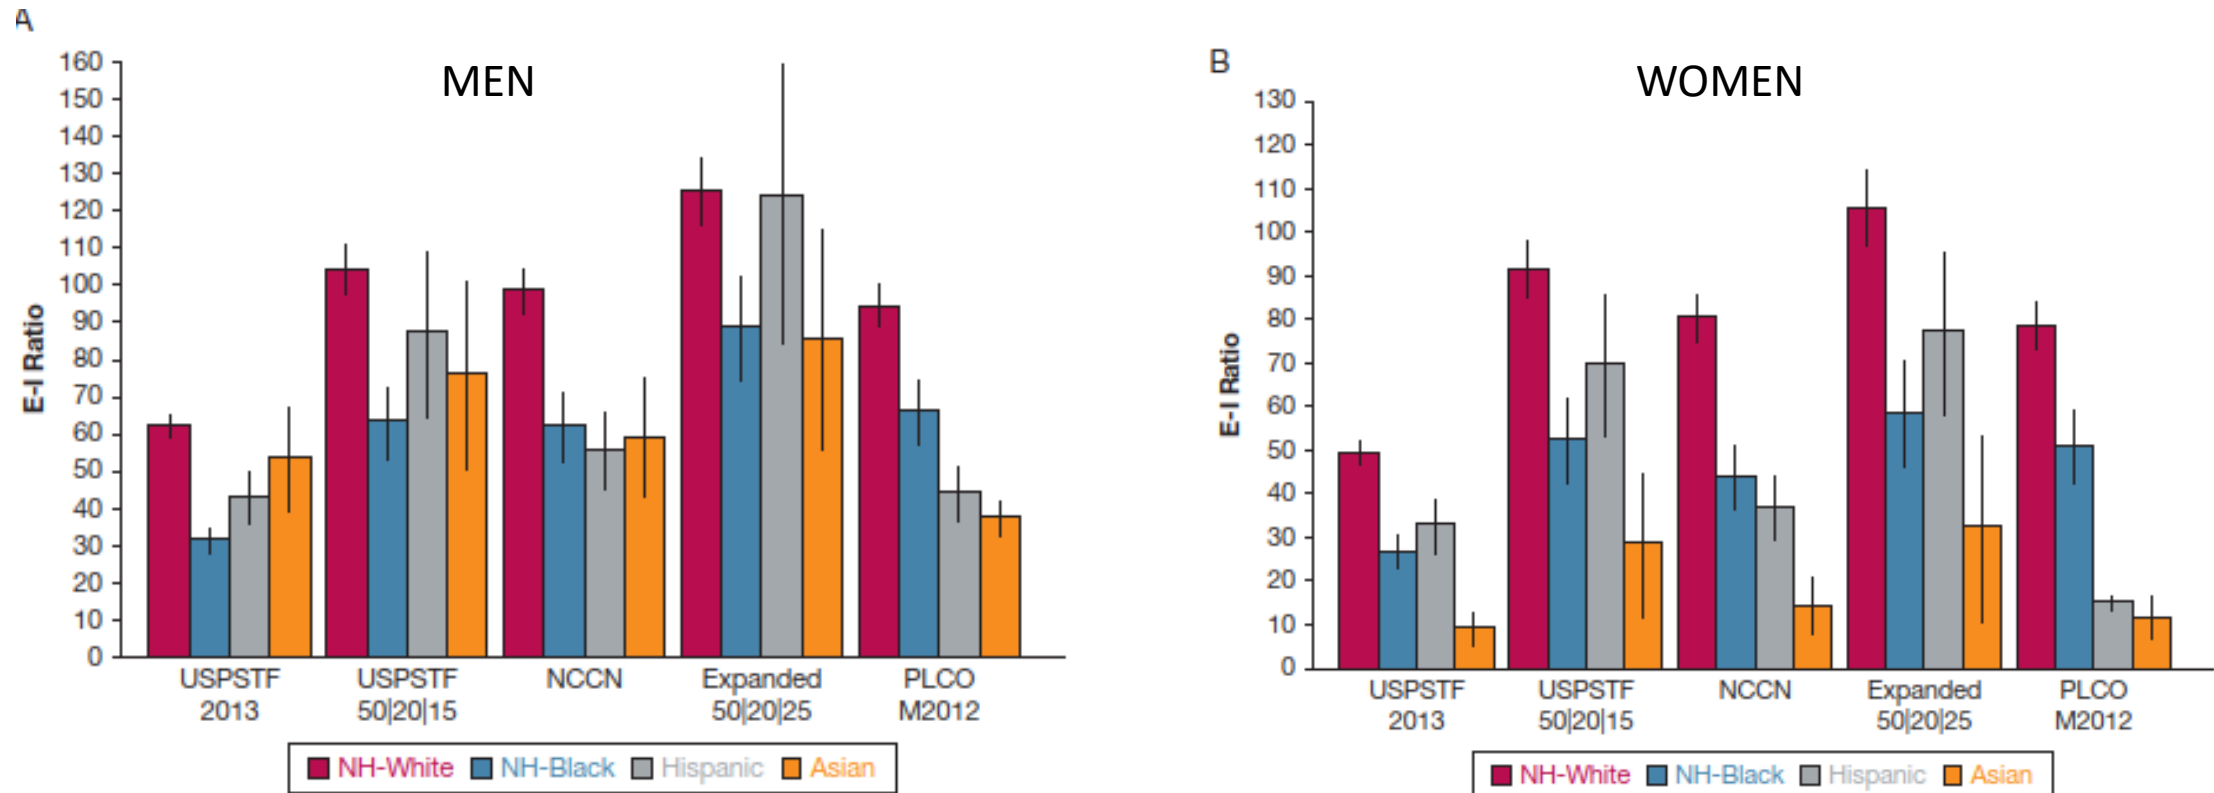 A
MEN
160
150
140
130
120
110
100
90
80
70
60
50
40
30
20
10
0
E-I Ratio
USPSTF
2013
USPSTF
50|20|15
NCCN
Expanded
50|20|25
PLCO
M2012
NH-White NH-Black Hispanic Asian
B
WOMEN
130
120
110
100
90
80
70
60
50
40
30
20
10
0
E-I Ratio
USPSTF
2013
USPSTF
50|20|15
NCCN
Expanded
50|20|25
PLCO
M2012
NH-White NH-Black Hispanic Asian